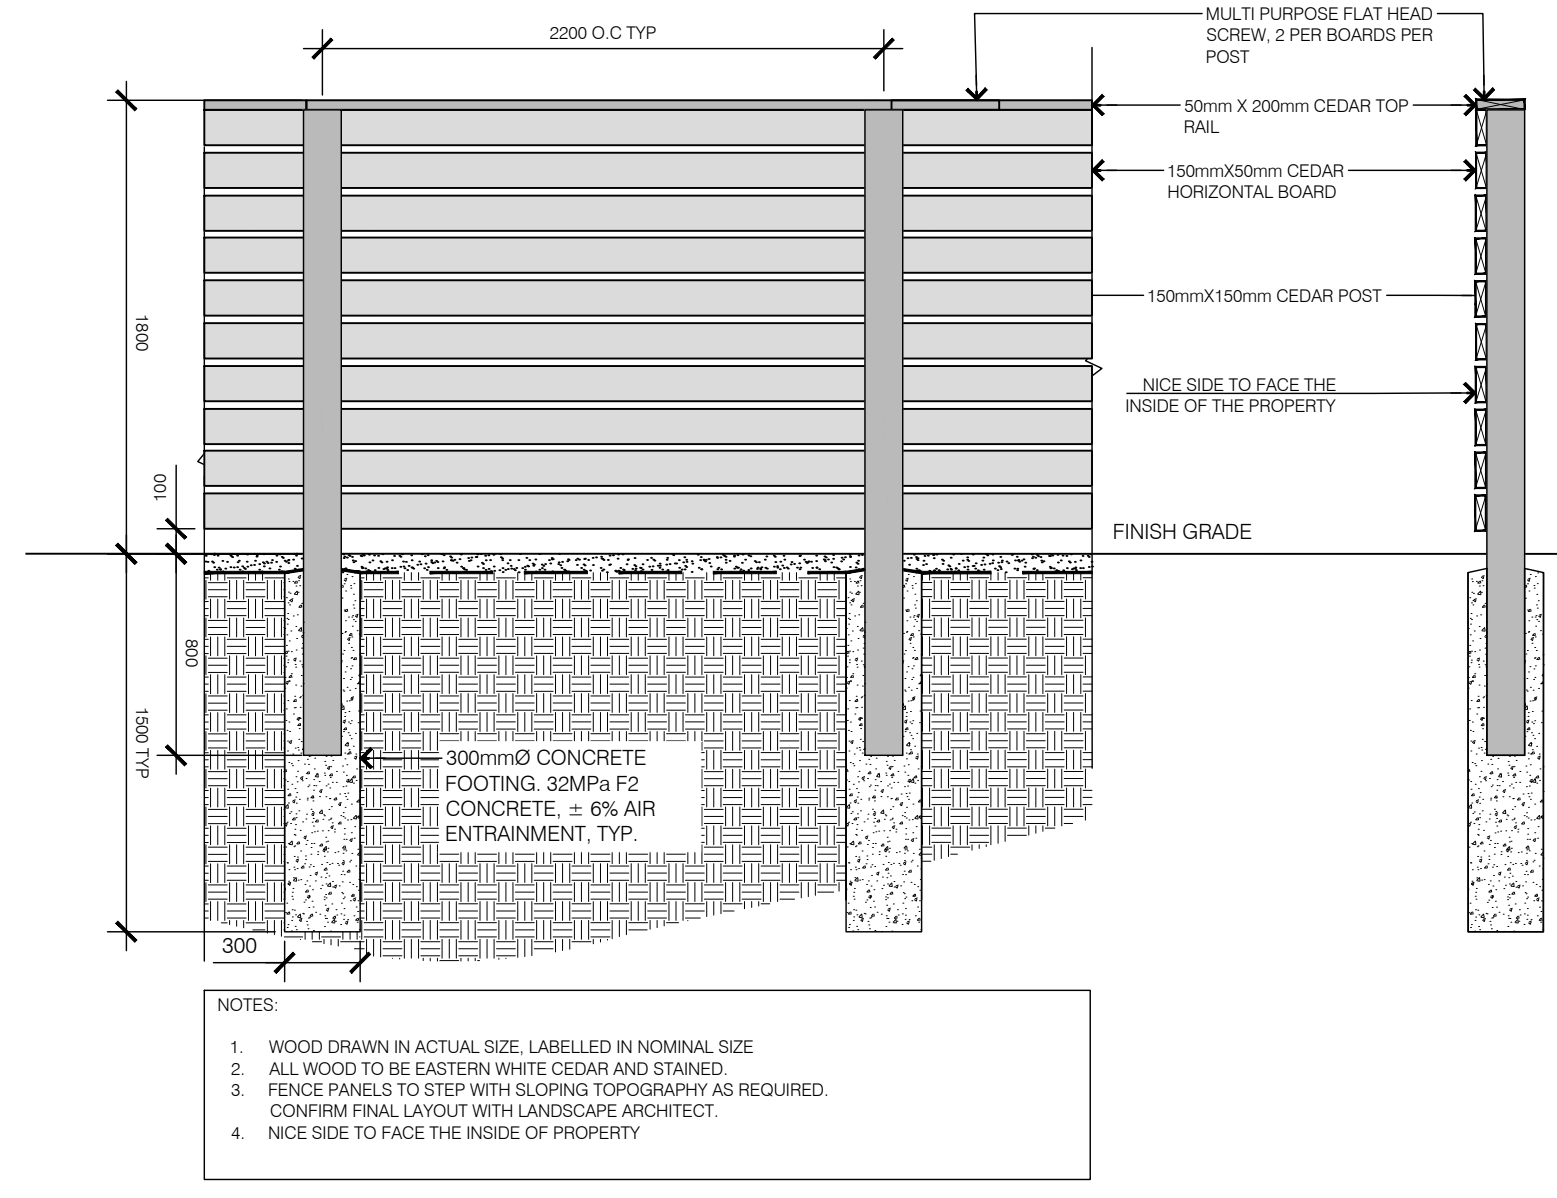 2200 O.C TYP
MULTI PURPOSE FLAT HEAD
SCREW, 2 PER BOARDS PER
POST
50mm X 200mm CEDAR TOP
RAIL
150mmX50mm CEDAR
HORIZONTAL BOARD
150mmX150mm CEDAR POST
1800
NICE SIDE TO FACE THE
INSIDE OF THE PROPERTY
100
FINISH GRADE
800
1500 TYP
300mmØ CONCRETE
FOOTING. 32MPa F2
CONCRETE, ± 6% AIR
ENTRAINMENT, TYP.
300
NOTES:
1. WOOD DRAWN IN ACTUAL SIZE, LABELLED IN NOMINAL SIZE
2. ALL WOOD TO BE EASTERN WHITE CEDAR AND STAINED.
3. FENCE PANELS TO STEP WITH SLOPING TOPOGRAPHY AS REQUIRED.
CONFIRM FINAL LAYOUT WITH LANDSCAPE ARCHITECT.
4. NICE SIDE TO FACE THE INSIDE OF PROPERTY